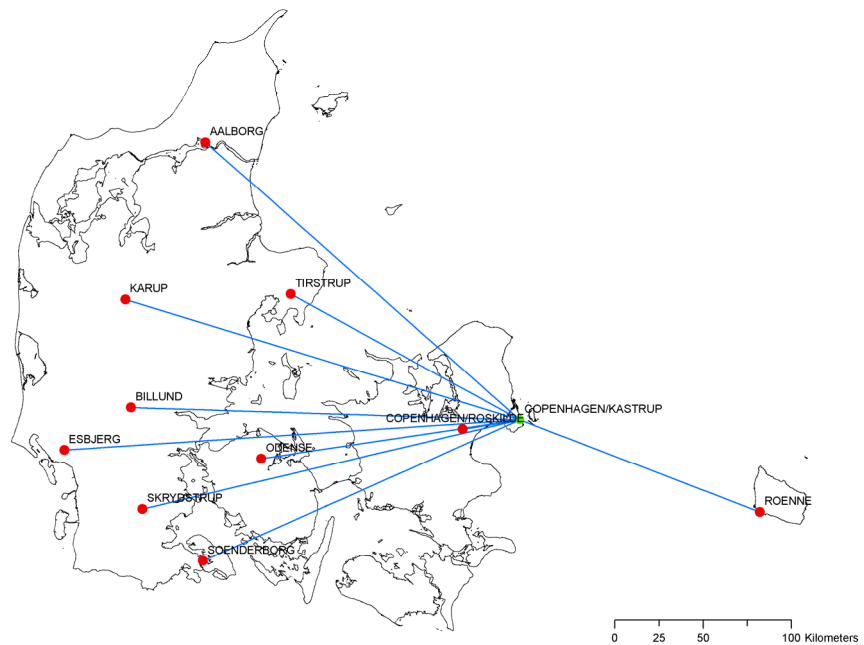 AALBORG
TIRSTRUP
KARUP
BILLUND
COPENHAGEN/KASTRUP
COPENHAGEN/ROSKILDE
ESBJERG
ODENSE
SKRYDSTRUP
ROENNE
SOENDERBORG
0 25 50 100 Kilometers